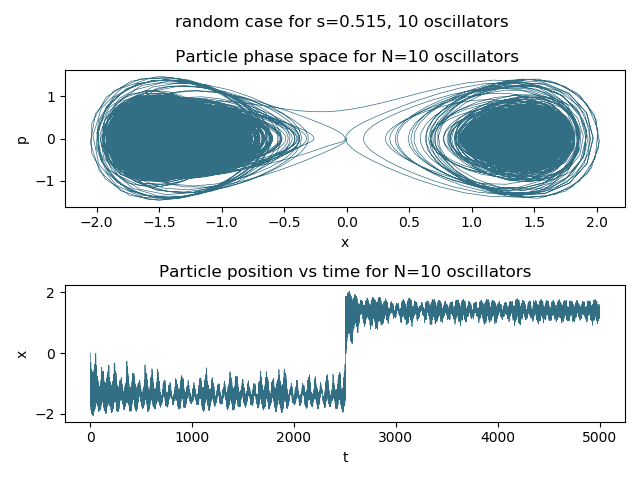 random case for s=0.515, 10 oscillators
Particle phase space for N=10 oscillators
1
0
−1
p
−2.0 −1.5 −1.0 −0.5 0.0 0.5 1.0 1.5 2.0
x
Particle position vs time for N=10 oscillators
2
0
−2
x
0 1000 2000 3000 4000 5000
t